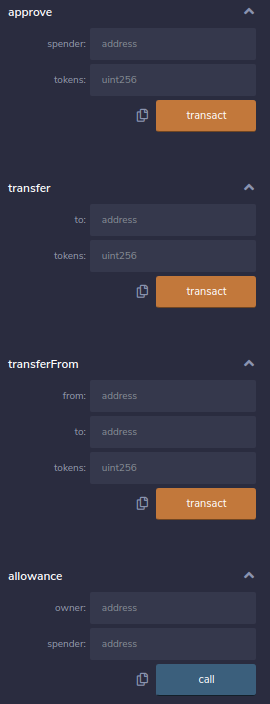 approve
spender: address
tokens: uint256
transact
transfer
to: address
tokens: uint256
transact
transferFrom
from: address
to: address
tokens: uint256
transact
allowance
owner: address
spender: address
call